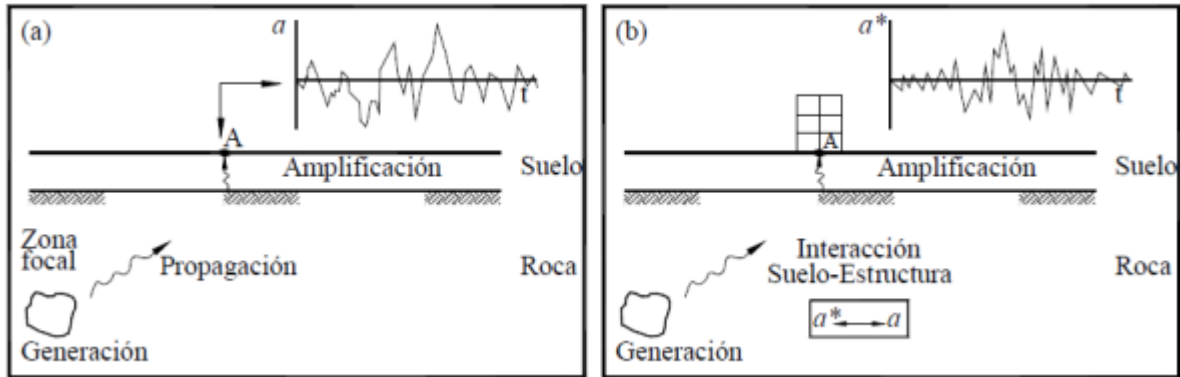 (a)
a
t
A
Amplificación
Suelo
Zona
focal
Propagación
Roca
Generación
(b)
a*
t
A
Amplificación
Suelo
Interacción
Suelo-Estructura
Roca
a* a
Generación